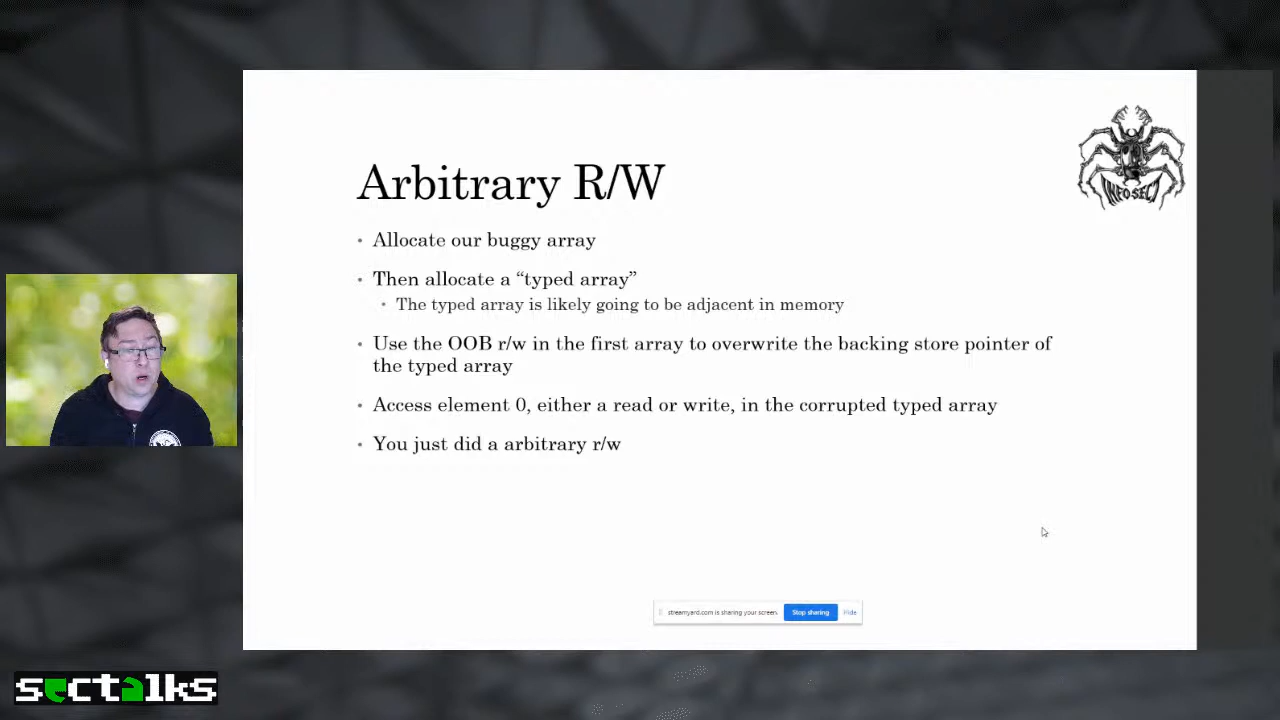 Arbitrary R/W
INFOSECT
• Allocate our buggy array
• Then allocate a “typed array”
• The typed array is likely going to be adjacent in memory
• Use the OOB r/w in the first array to overwrite the backing store pointer of
the typed array
• Access element 0, either a read or write, in the corrupted typed array
• You just did a arbitrary r/w
streamyard.com is sharing your screen.
Stop sharing
Hide
sectalks